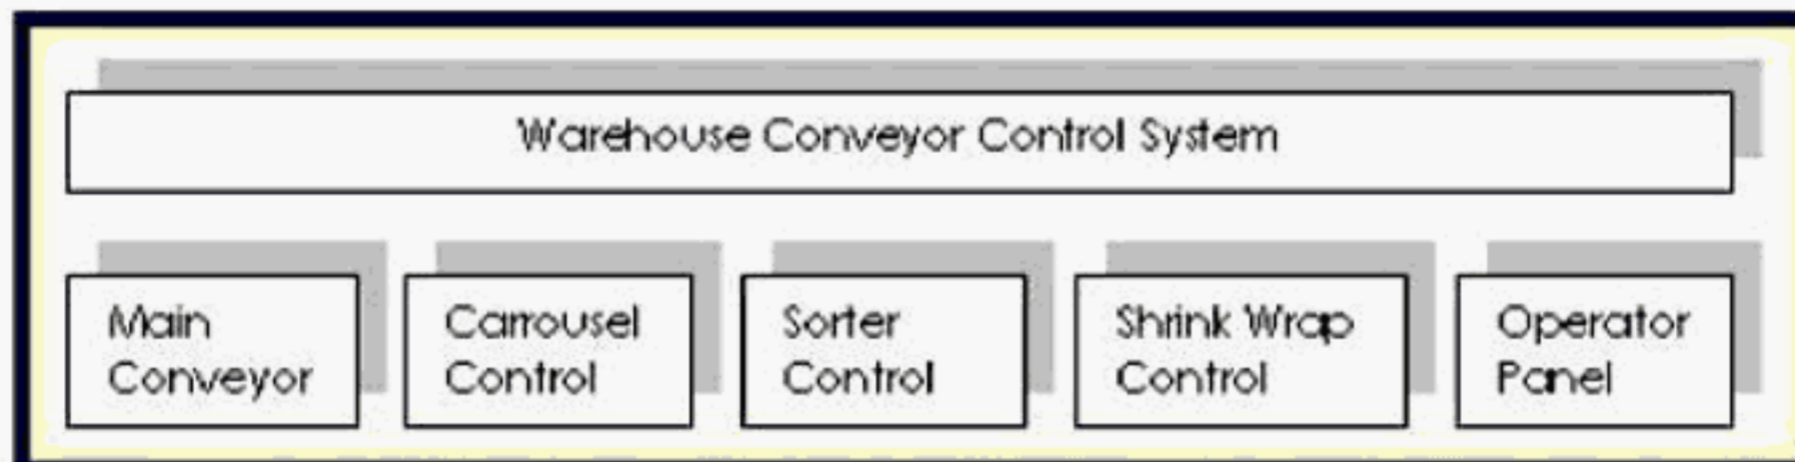 Warehouse Conveyor Control System
Main
Conveyor
Carrousel
Control
Sorter
Control
Shrink Wrap
Control
Operator
Panel